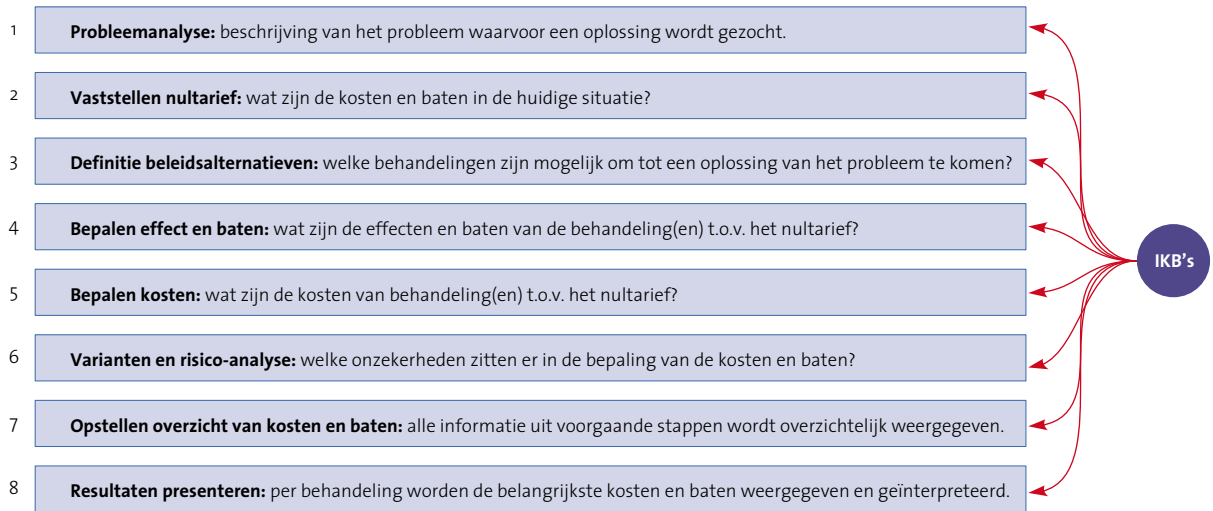 1 Probleemanalyse: beschrijving van het probleem waarvoor een oplossing wordt gezocht.
2 Vaststellen nultarief: wat zijn de kosten en baten in de huidige situatie?
3 Definitie beleidsalternatieven: welke behandelingen zijn mogelijk om tot een oplossing van het probleem te komen?
4 Bepalen effect en baten: wat zijn de effecten en baten van de behandeling(en) t.o.v. het nultarief?
IKB's
5 Bepalen kosten: wat zijn de kosten van behandeling(en) t.o.v. het nultarief?
6 Varianten en risico-analyse: welke onzekerheden zitten er in de bepaling van de kosten en baten?
7 Opstellen overzicht van kosten en baten: alle informatie uit voorgaande stappen wordt overzichtelijk weergegeven.
8 Resultaten presenteren: per behandeling worden de belangrijkste kosten en baten weergegeven en geïnterpreteerd.